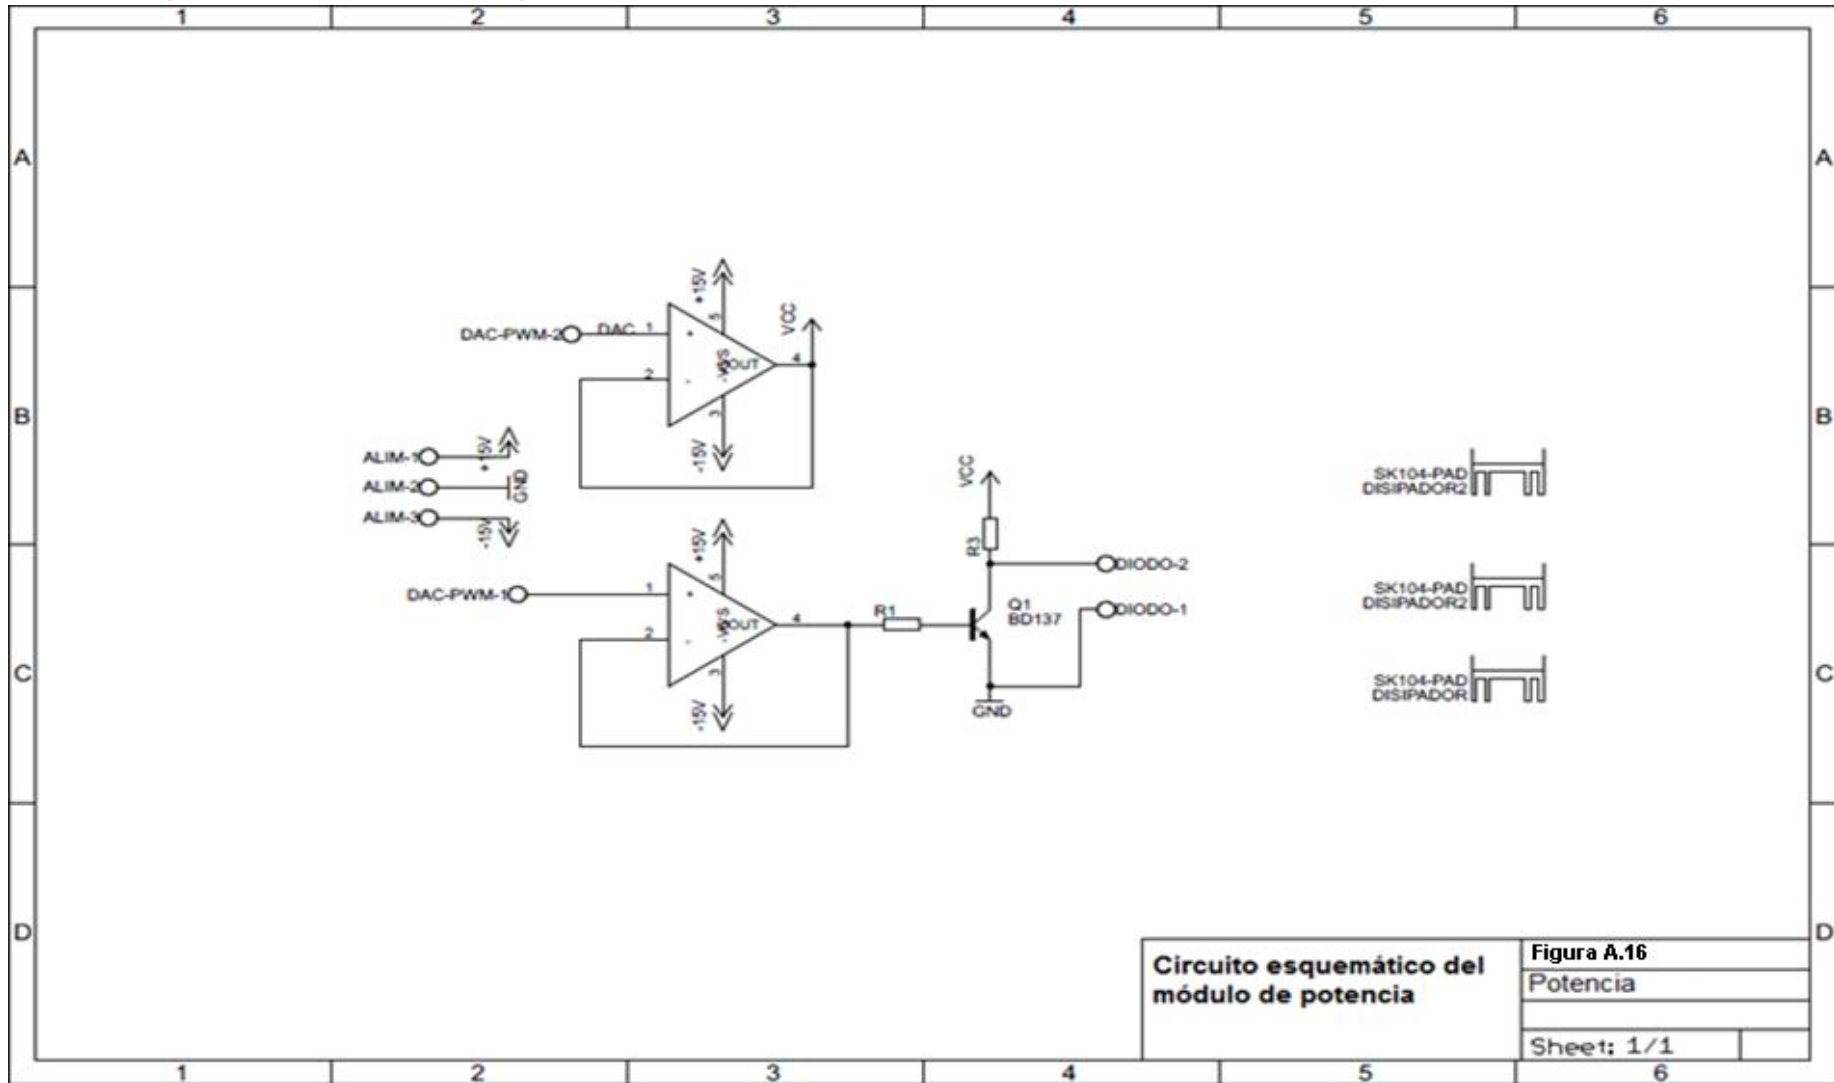 1 2 3 4 5 6
A A
+15V
5
DAC-PWM-2 DAC 1 + OUT 4 VCC
2 -
3
-15V
B B
ALIM-1 +15V
ALIM-2 GND
ALIM-3 -15V
VCC
R3
SK104-PAD
DISIPADOR2
+15V
5
DAC-PWM-1 1 + OUT 4 R1
2 -
3
-15V
DIODO-2
DIODO-1
Q1
BD137
GND
SK104-PAD
DISIPADOR2
C C
SK104-PAD
DISIPADOR
D D
Circuito esquemático del
módulo de potencia
Figura A.16
Potencia
Sheet: 1/1
1 2 3 4 5 6